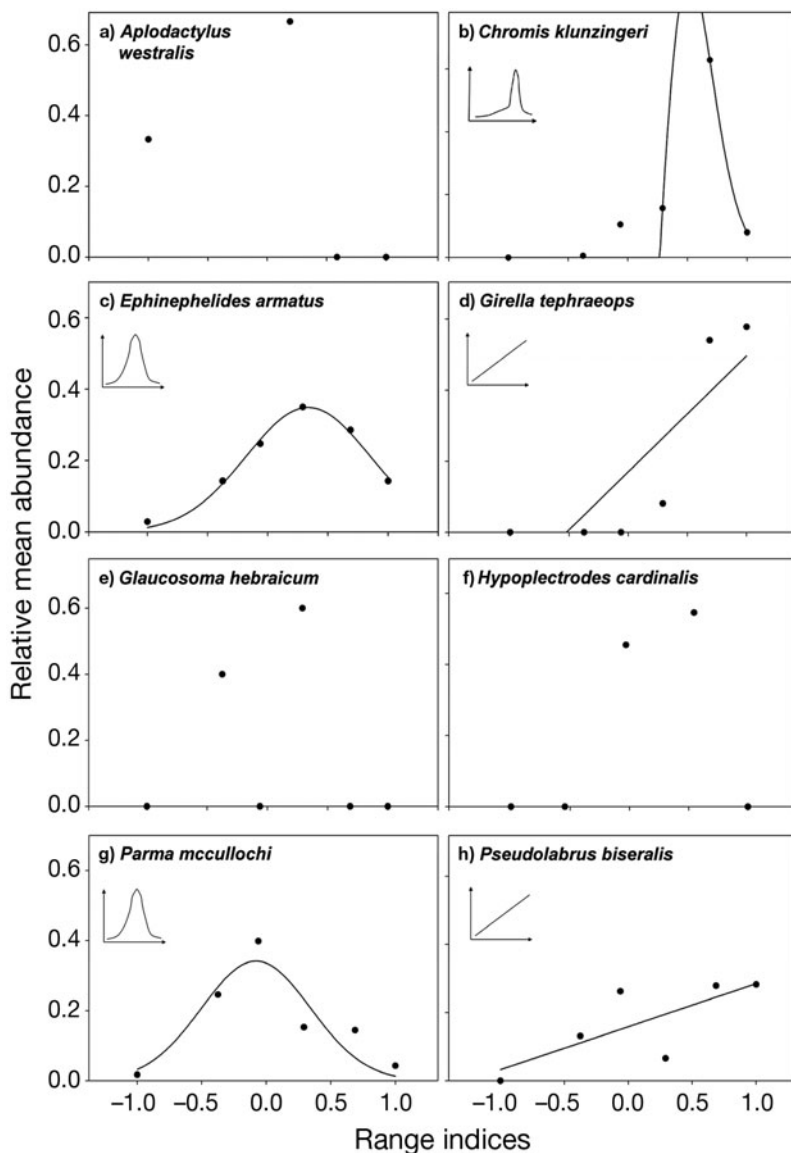 a) Aplodactylus
westralis
b) Chromis klunzingeri
0.6
0.4
0.2
0.0
c) Ephinephelides armatus
d) Girella tephraeops
0.6
0.4
0.2
0.0
e) Glaucosoma hebraicum
f) Hypoplectrodes cardinalis
0.6
0.4
0.2
0.0
g) Parma mccullochi
h) Pseudolabrus biseralis
0.6
0.4
0.2
0.0
−1.0 −0.5 0.0 0.5 1.0
−1.0 −0.5 0.0 0.5 1.0
Relative mean abundance
Range indices